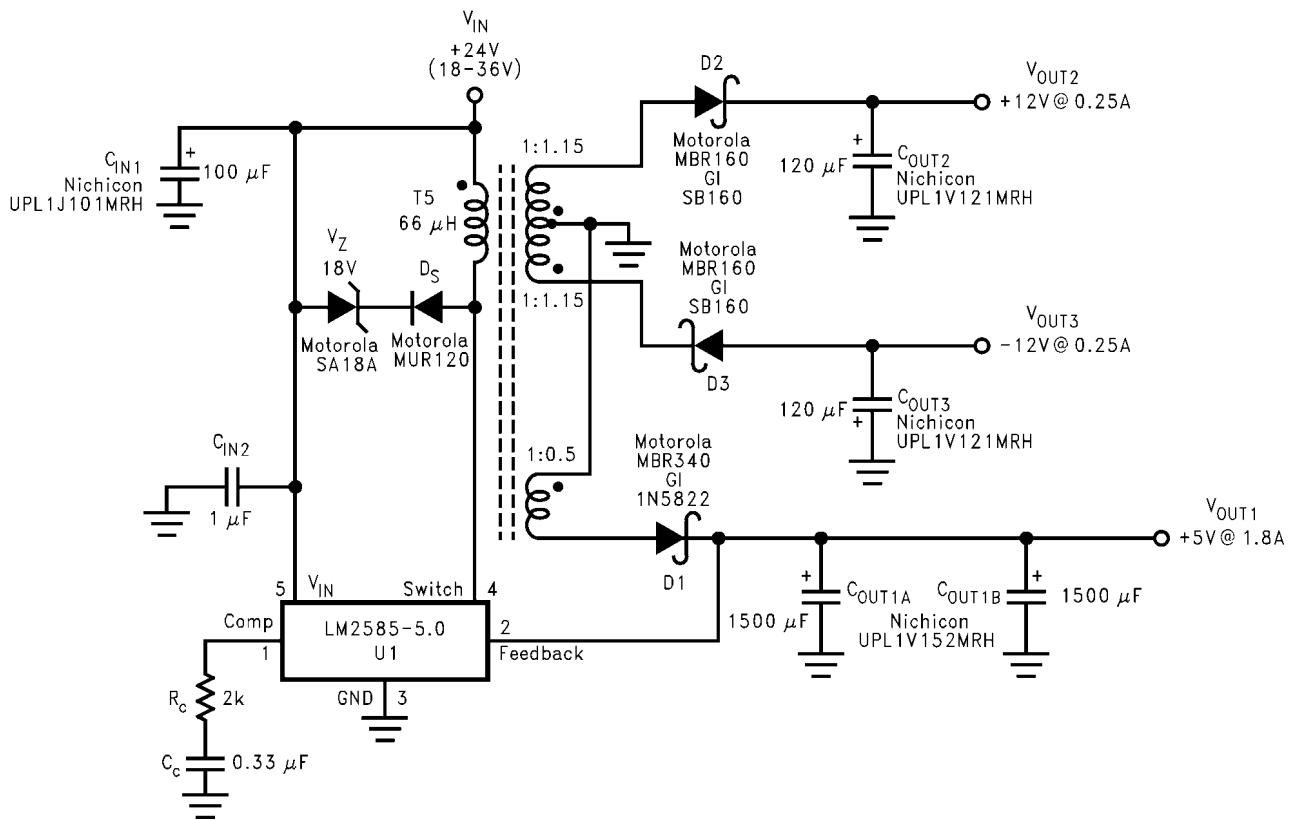 V_IN
+24V
(18-36V)
C_IN1
Nichicon
UPL1J101MRH
+
100 μF
T5
66 μH
V_Z
18V
Motorola
SA18A
D_S
Motorola
MUR120
C_IN2
1 μF
1:1.15
1:1.15
1:0.5
D2
Motorola
MBR160
GI
SB160
+
120 μF
C_OUT2
Nichicon
UPL1V121MRH
V_OUT2
+12V@0.25A
Motorola
MBR160
GI
SB160
D3
120 μF
+
C_OUT3
Nichicon
UPL1V121MRH
V_OUT3
-12V@0.25A
Motorola
MBR340
GI
1N5822
D1
V_OUT1
+5V@1.8A
+
1500 μF
C_OUT1A
C_OUT1B
Nichicon
UPL1V152MRH
+
1500 μF
5
V_IN
Switch
4
Comp
1
LM2585-5.0
U1
2
Feedback
GND
3
R_c
2k
C_c
0.33 μF